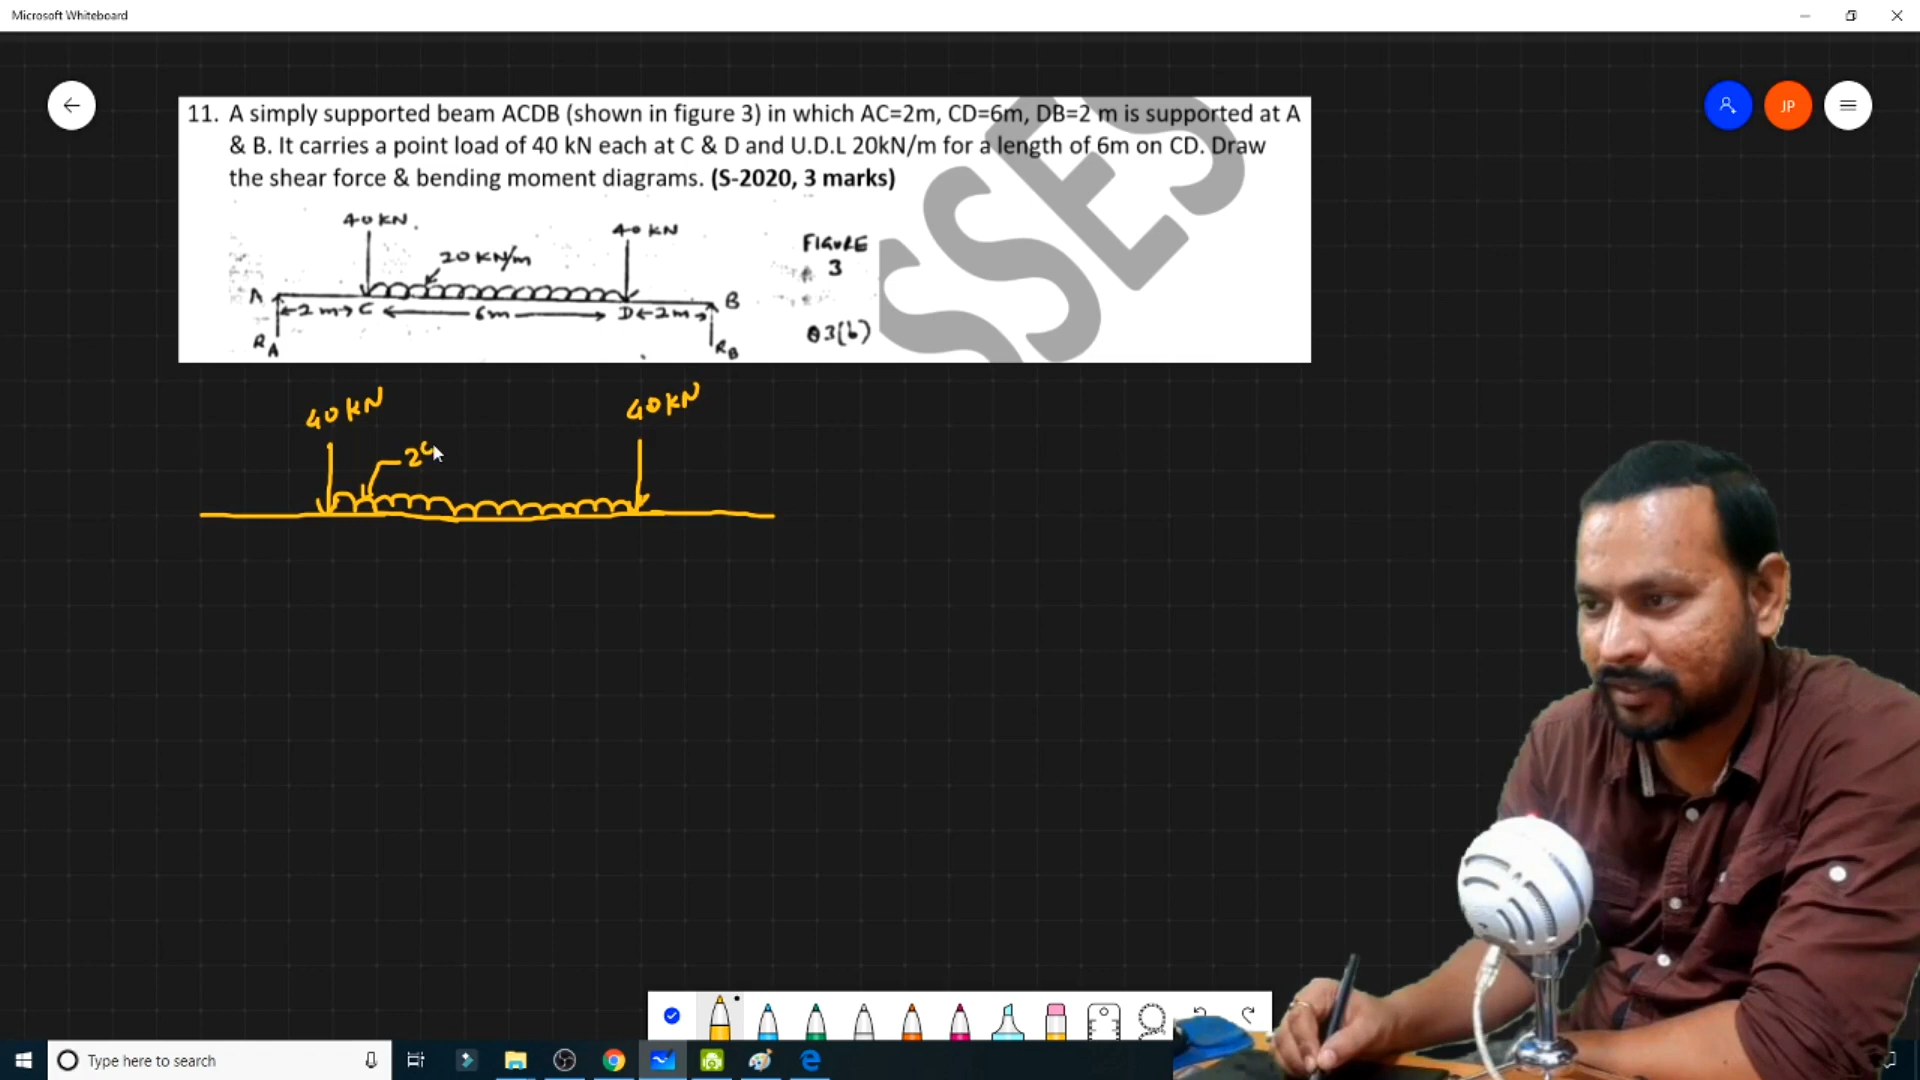 Microsoft Whiteboard
JP
11. A simply supported beam ACDB (shown in figure 3) in which AC=2m, CD=6m, DB=2 m is supported at A
& B. It carries a point load of 40 kN each at C & D and U.D.L 20kN/m for a length of 6m on CD. Draw
the shear force & bending moment diagrams. (S-2020, 3 marks)
40 KN.
40 KN
20 KN/m
FIGURE
3
A
B
2 m C
6m
D 2m
RA
RB
Q3(b)
SSES
40 KN
40 KN
Type here to search